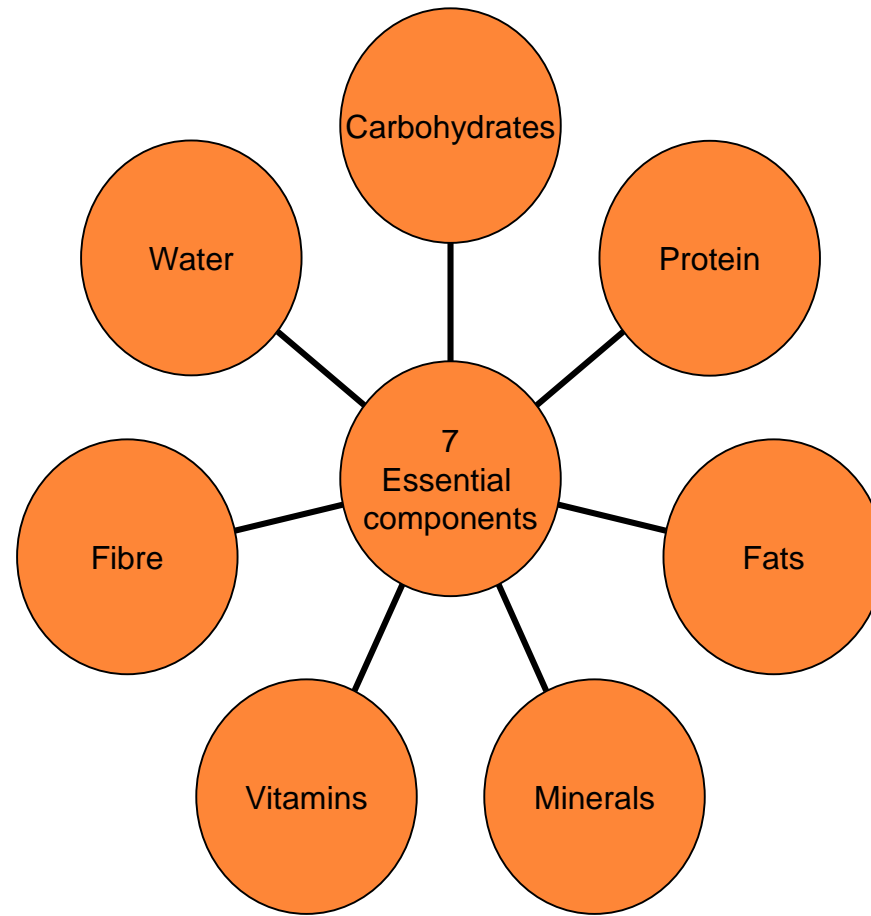 Carbohydrates
Water
Protein
7
Essential
components
Fibre
Fats
Vitamins
Minerals